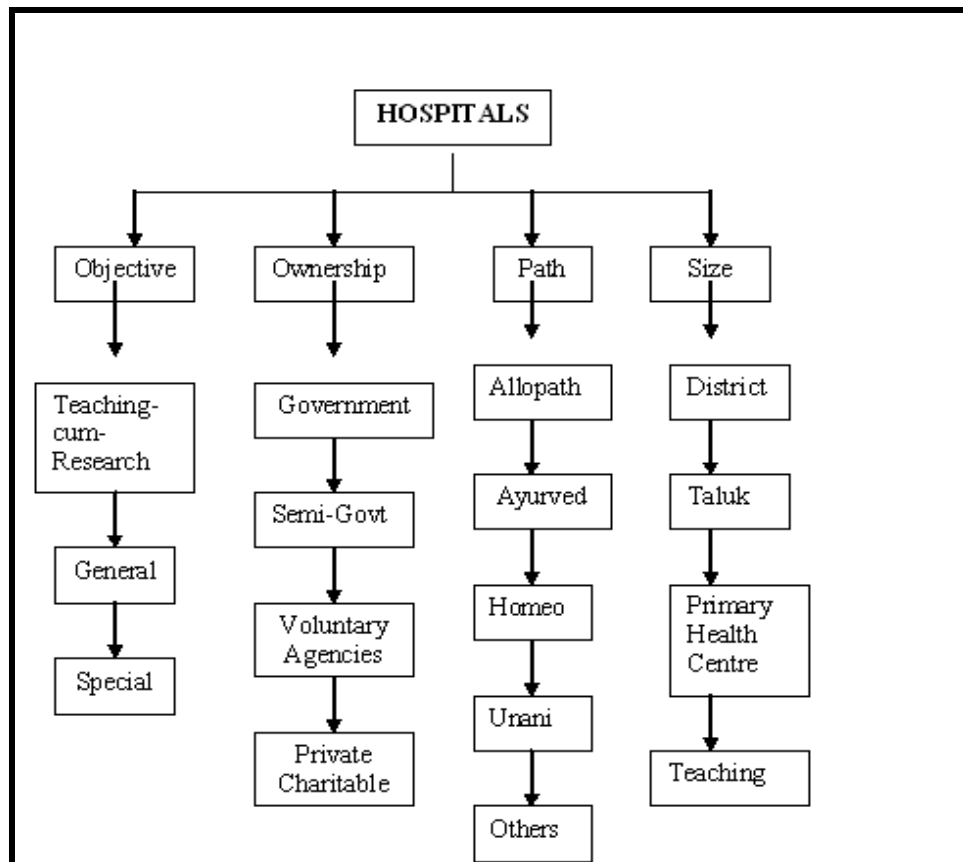 HOSPITALS
Objective
Ownership
Path
Size
Teaching-
cum-
Research
General
Special
Government
Semi-Govt
Voluntary
Agencies
Private
Charitable
Allopath
Ayurved
Homeo
Unani
Others
District
Taluk
Primary
Health
Centre
Teaching